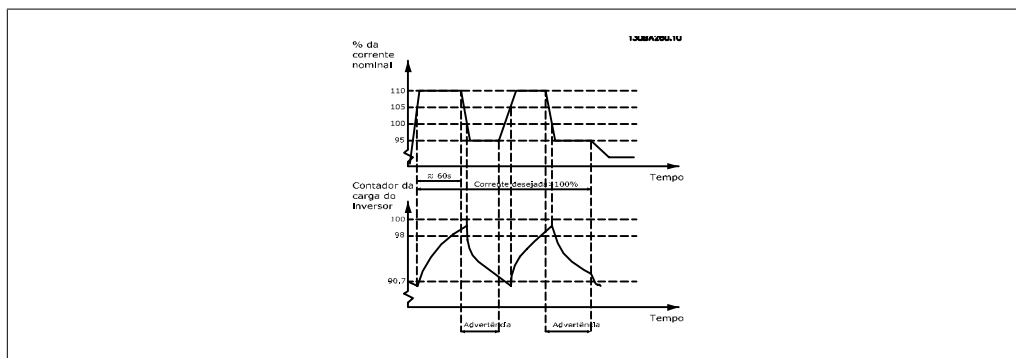 % da
corrente
nominal
130BA260.10
110
105
100
95
Tempo
≈ 60s
Corrente desejada ≤100%
Contador da
carga do
Inversor
100
98
90.7
Tempo
Advertência
Advertência